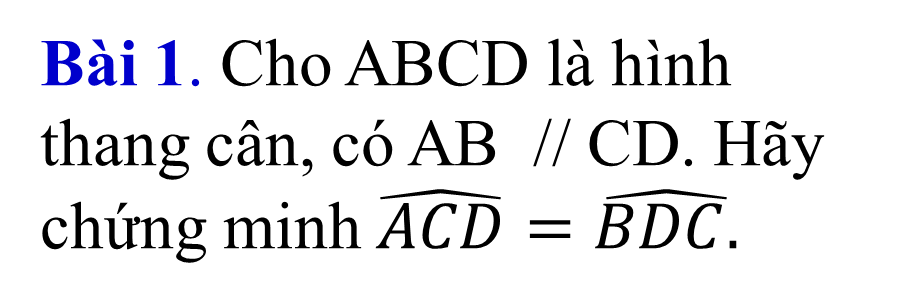 Bài 1. Cho ABCD là hình
thang cân, có AB // CD. Hãy
chứng minh $\widehat{ACD} = \widehat{BDC}$.